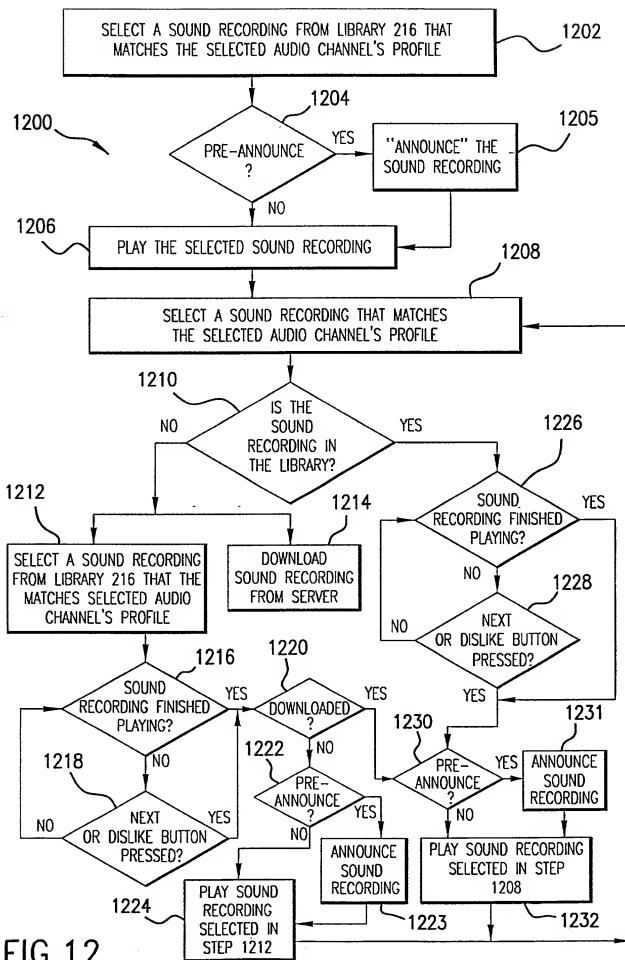 SELECT A SOUND RECORDING FROM LIBRARY 216 THAT
MATCHES THE SELECTED AUDIO CHANNEL'S PROFILE
1202
1204
1200
PRE-ANNOUNCE
?
YES
"ANNOUNCE" THE
SOUND RECORDING
1205
NO
1206
PLAY THE SELECTED SOUND RECORDING
1208
SELECT A SOUND RECORDING THAT MATCHES
THE SELECTED AUDIO CHANNEL'S PROFILE
1210
IS THE
SOUND
RECORDING IN
THE LIBRARY?
NO
YES
1226
SOUND
RECORDING FINISHED
PLAYING?
YES
NO
1228
NEXT
OR DISLIKE BUTTON
PRESSED?
NO
YES
1212
SELECT A SOUND RECORDING
FROM LIBRARY 216 THAT THE
MATCHES SELECTED AUDIO
CHANNEL'S PROFILE
1214
DOWNLOAD
SOUND RECORDING
FROM SERVER
1216
SOUND
RECORDING FINISHED
PLAYING?
YES
NO
1218
NEXT
OR DISLIKE BUTTON
PRESSED?
NO
YES
1220
DOWNLOADED
?
YES
NO
1222
PRE-
ANNOUNCE
?
YES
NO
ANNOUNCE
SOUND
RECORDING
1223
1224
PLAY SOUND
RECORDING
SELECTED IN
STEP 1212
1230
PRE-
ANNOUNCE
?
YES
NO
1231
ANNOUNCE
SOUND
RECORDING
PLAY SOUND RECORDING
SELECTED IN STEP
1208
1232
FIG. 12